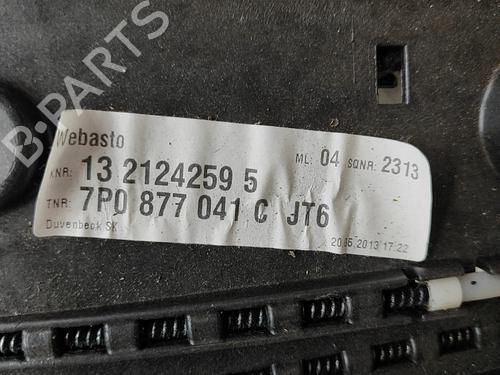 B-PARTS
Webasto
ML: 04 SQNR: 2313
KNR: 13 2124259 5
TNR: 7P0 877 041 C JT6
Duvenbeck SK
20.05.2013 17:22